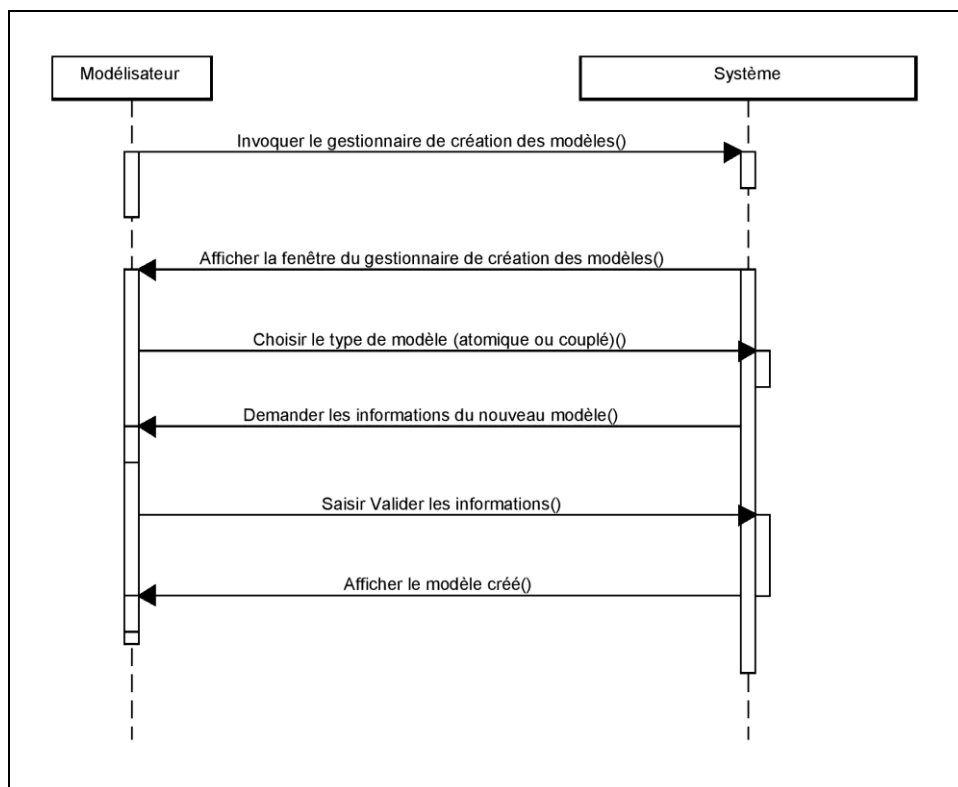 Modélisateur
Système
Invoquer le gestionnaire de création des modèles()
Afficher la fenêtre du gestionnaire de création des modèles()
Choisir le type de modèle (atomique ou couplé)()
Demander les informations du nouveau modèle()
Saisir Valider les informations()
Afficher le modèle créé()